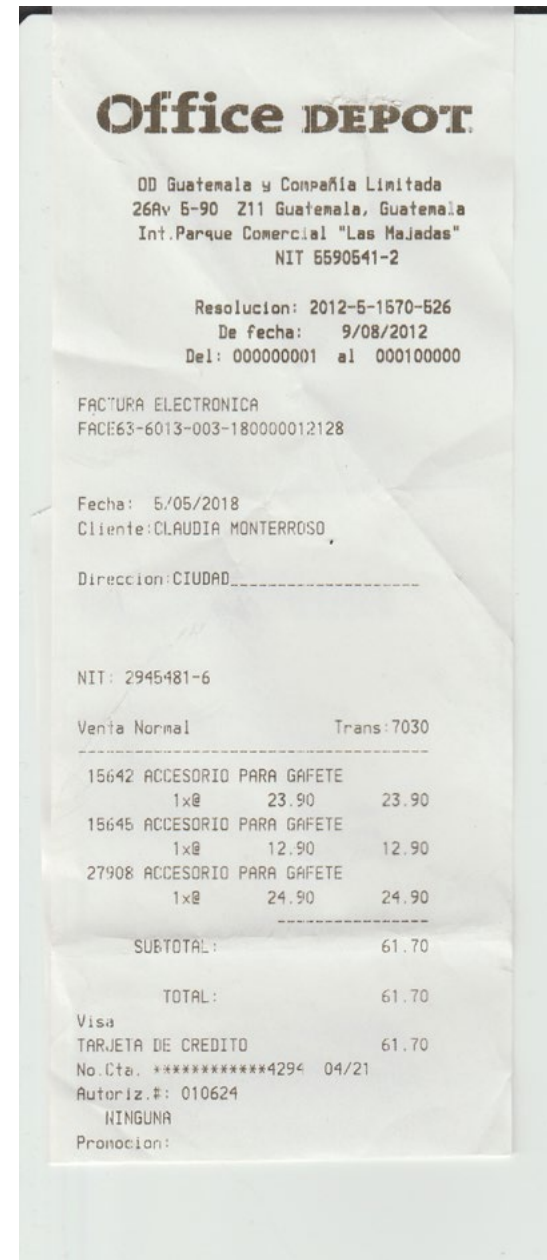 Office DEPOT
OD Guatemala y Compañia Limitada
26Av 5-90 Z11 Guatemala, Guatemala
Int.Parque Comercial "Las Majadas"
NIT 5590541-2
Resolucion: 2012-5-1570-526
De fecha: 9/08/2012
Del: 000000001 al 000100000
FACTURA ELECTRONICA
FACE63-6013-003-180000012128
Fecha: 5/05/2018
Cliente:CLAUDIA MONTERROSO
Direccion:CIUDAD____________________
NIT: 2945481-6
Venta Normal Trans:7030
15642 ACCESORIO PARA GAFETE
1x@ 23.90 23.90
15645 ACCESORIO PARA GAFETE
1x@ 12.90 12.90
27908 ACCESORIO PARA GAFETE
1x@ 24.90 24.90
SUBTOTAL: 61.70
TOTAL: 61.70
Visa
TARJETA DE CREDITO 61.70
No.Cta. ************4294 04/21
Autoriz.#: 010624
NINGUNA
Promocion: